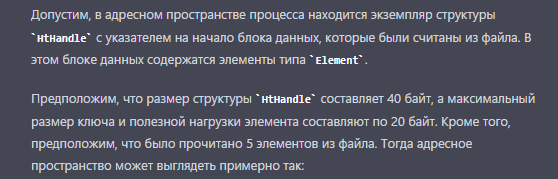 Допустим, в адресном пространстве процесса находится экземпляр структуры
`HtHandle` с указателем на начало блока данных, которые были считаны из файла. В
этом блоке данных содержатся элементы типа `Element`.
Предположим, что размер структуры `HtHandle` составляет 40 байт, а максимальный
размер ключа и полезной нагрузки элемента составляют по 20 байт. Кроме того,
предположим, что было прочитано 5 элементов из файла. Тогда адресное
пространство может выглядеть примерно так: